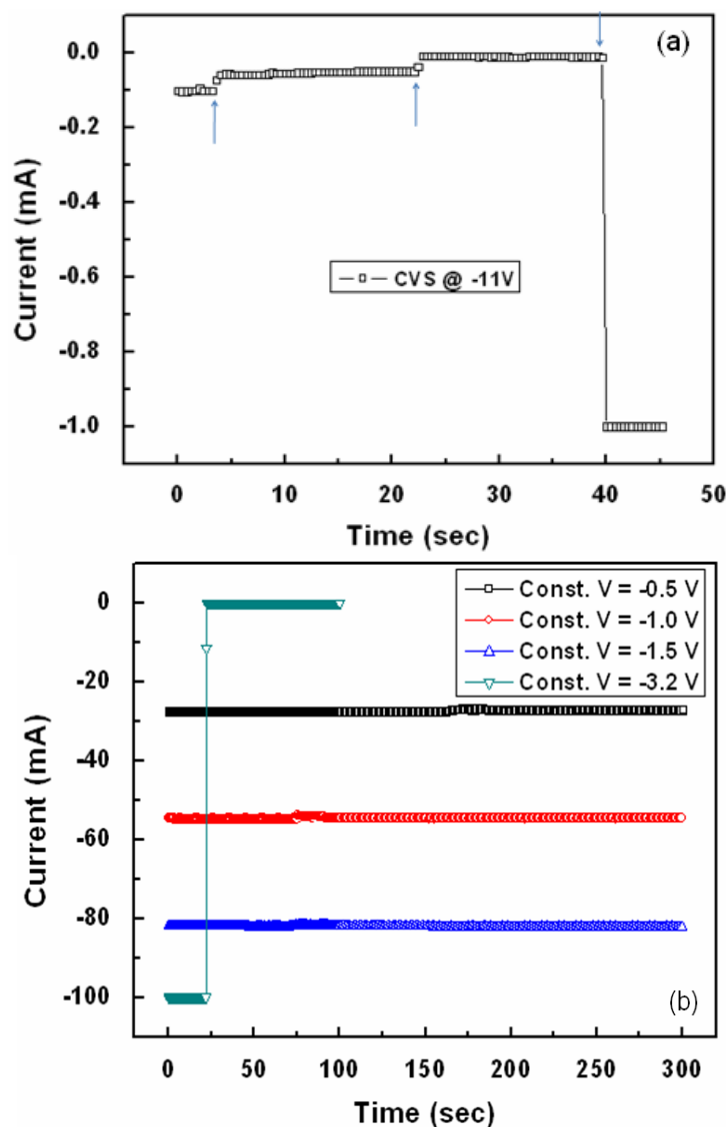 (a)
0.0
-0.2
-0.4
-0.6
-0.8
-1.0
Current (mA)
CVS @ -11V
0 10 20 30 40 50
Time (sec)
Const. V = -0.5 V
Const. V = -1.0 V
Const. V = -1.5 V
Const. V = -3.2 V
0
-20
-40
-60
-80
-100
Current (mA)
(b)
0 50 100 150 200 250 300
Time (sec)